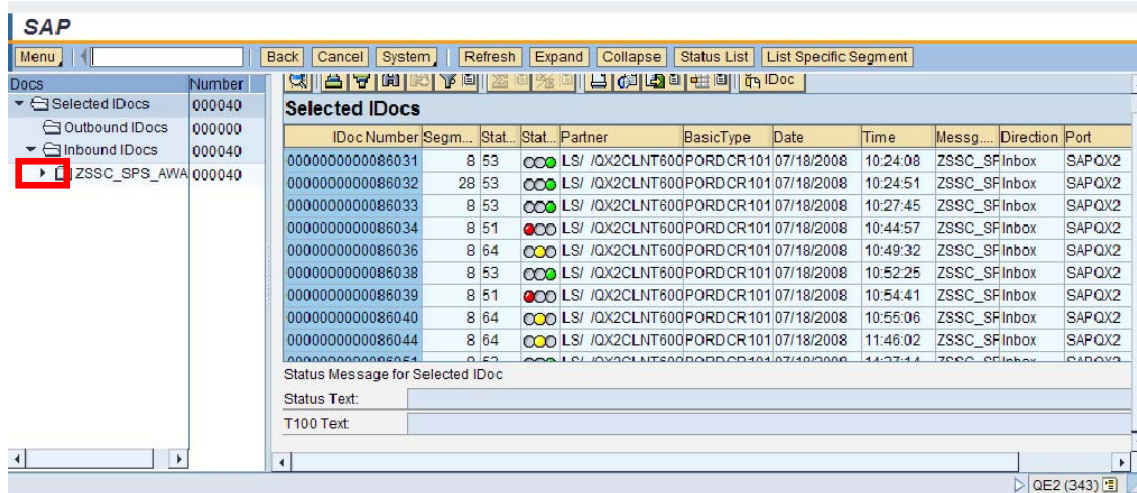 SAP
Menu Back Cancel System Refresh Expand Collapse Status List List Specific Segment
Docs Number
Selected IDocs 000040
Outbound IDocs 000000
Inbound IDocs 000040
ZSSC_SPS_AWA 000040
IDoc
Selected IDocs
IDoc Number Segm... Stat... Stat... Partner BasicType Date Time Messg.... Direction Port
0000000000086031 8 53 LS/ /QX2CLNT600 PORDCR101 07/18/2008 10:24:08 ZSSC_SP Inbox SAPQX2
0000000000086032 28 53 LS/ /QX2CLNT600 PORDCR101 07/18/2008 10:24:51 ZSSC_SP Inbox SAPQX2
0000000000086033 8 53 LS/ /QX2CLNT600 PORDCR101 07/18/2008 10:27:45 ZSSC_SP Inbox SAPQX2
0000000000086034 8 51 LS/ /QX2CLNT600 PORDCR101 07/18/2008 10:44:57 ZSSC_SP Inbox SAPQX2
0000000000086036 8 64 LS/ /QX2CLNT600 PORDCR101 07/18/2008 10:49:32 ZSSC_SP Inbox SAPQX2
0000000000086038 8 53 LS/ /QX2CLNT600 PORDCR101 07/18/2008 10:52:25 ZSSC_SP Inbox SAPQX2
0000000000086039 8 51 LS/ /QX2CLNT600 PORDCR101 07/18/2008 10:54:41 ZSSC_SP Inbox SAPQX2
0000000000086040 8 64 LS/ /QX2CLNT600 PORDCR101 07/18/2008 10:55:06 ZSSC_SP Inbox SAPQX2
0000000000086044 8 64 LS/ /QX2CLNT600 PORDCR101 07/18/2008 11:46:02 ZSSC_SP Inbox SAPQX2
Status Message for Selected IDoc
Status Text:
T100 Text:
QE2 (343)